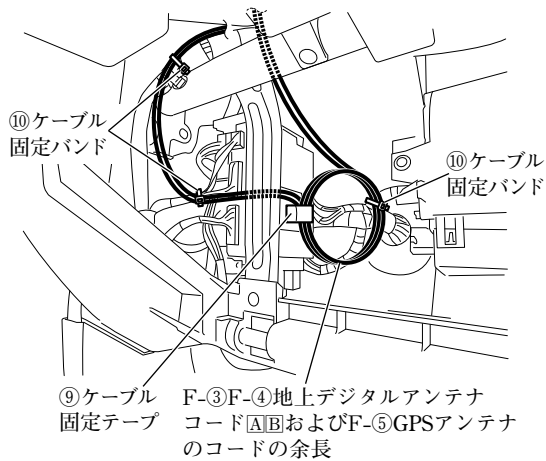 ⑩ケーブル
固定バンド
⑩ケーブル
固定バンド
⑨ケーブル
固定テープ
F-③F-④地上デジタルアンテナ
コード🄰🄱およびF-⑤GPSアンテナ
のコードの余長